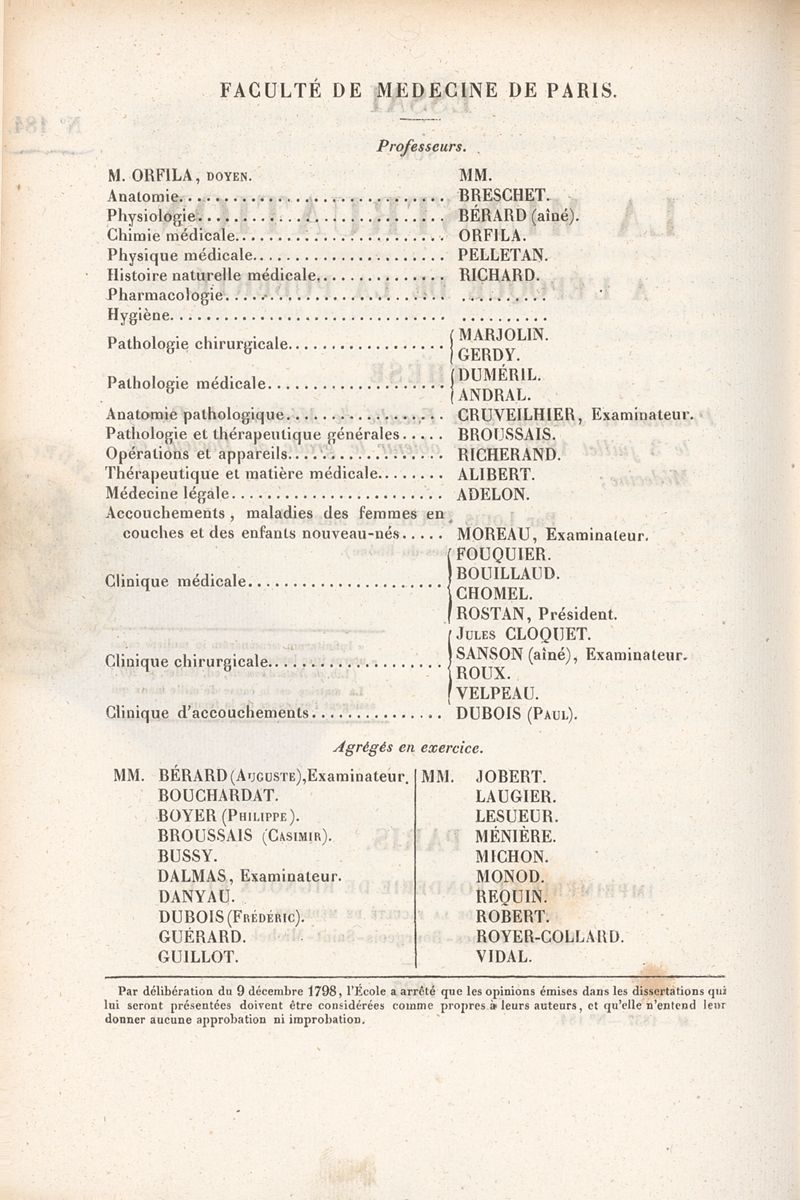 FACULTÉ DE MEDECINE DE PARIS.
Professeurs.
M. ORFILA, DOYEN. MM.
Anatomie............................. BRESCHET.
Physiologie........................... BÉRARD (aîné).
Chimie médicale....................... ORFILA.
Physique médicale..................... PELLETAN.
Histoire naturelle médicale.............. RICHARD.
Pharmacologie........................ ..........
Hygiène.............................. ..........
Pathologie chirurgicale................. MARJOLIN.
GERDY.
Pathologie médicale................... DUMÉRIL.
ANDRAL.
Anatomie pathologique................. CRUVEILHIER, Examinateur.
Pathologie et thérapeutique générales..... BROUSSAIS.
Opérations et appareils................. RICHERAND.
Thérapeutique et matière médicale........ ALIBERT.
Médecine légale....................... ADELON.
Accouchements, maladies des femmes en
couches et des enfants nouveau-nés..... MOREAU, Examinateur.
Clinique médicale..................... FOUQUIER.
BOUILLAUD.
CHOMEL.
ROSTAN, Président.
Clinique chirurgicale................... JULES CLOQUET.
SANSON (aîné), Examinateur.
ROUX.
VELPEAU.
Clinique d'accouchements............... DUBOIS (PAUL).
Agrégés en exercice.
MM. BÉRARD (AUGUSTE), Examinateur. MM. JOBERT.
BOUCHARDAT. LAUGIER.
BOYER (PHILIPPE). LESUEUR.
BROUSSAIS (CASIMIR). MÉNIÈRE.
BUSSY. MICHON.
DALMAS, Examinateur. MONOD.
DANYAU. REQUIN.
DUBOIS (FRÉDÉRIC). ROBERT.
GUÉRARD. ROYER-COLLARD.
GUILLOT. VIDAL.
Par délibération du 9 décembre 1798, l'École a arrêté que les opinions émises dans les dissertations qui
lui seront présentées doivent être considérées comme propres à leurs auteurs, et qu'elle n'entend leur
donner aucune approbation ni improbation.